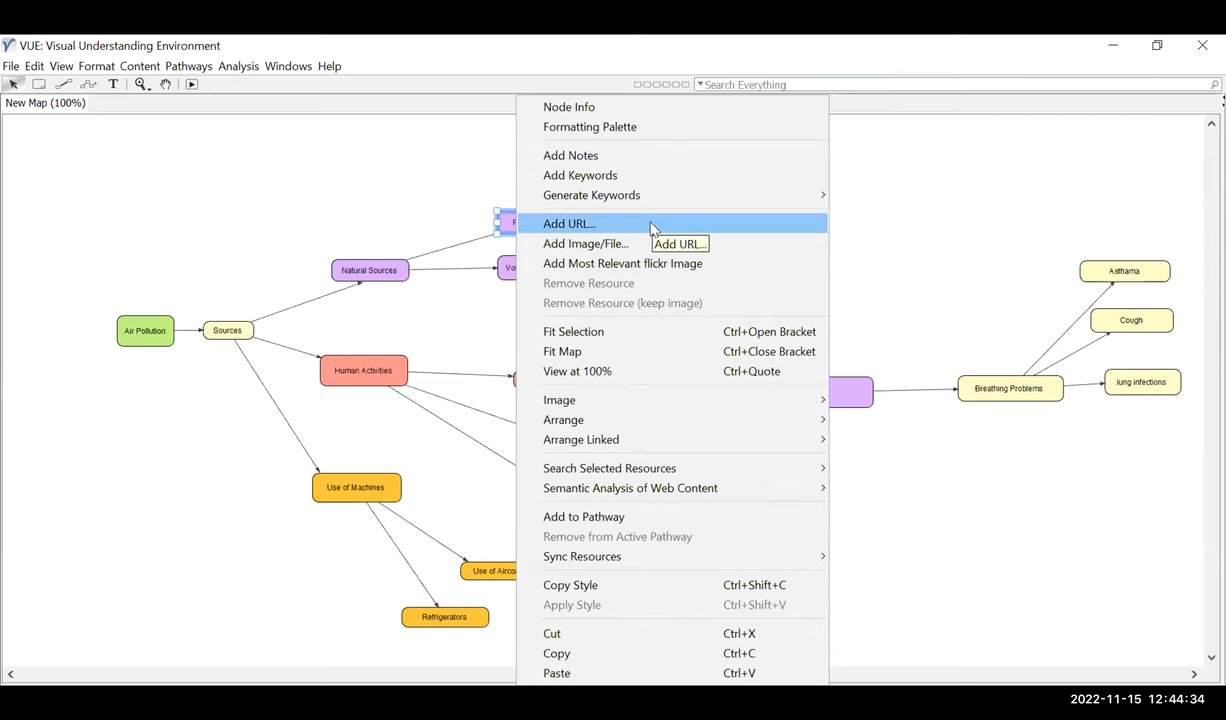 VUE: Visual Understanding Environment
File Edit View Format Content Pathways Analysis Windows Help
Search Everything
New Map (100%)
Node Info
Formatting Palette
Add Notes
Add Keywords
Generate Keywords
Add URL...
Add Image/File...
Add URL...
Add Most Relevant flickr Image
Remove Resource
Remove Resource (keep image)
Fit Selection Ctrl+Open Bracket
Fit Map Ctrl+Close Bracket
View at 100% Ctrl+Quote
Image
Arrange
Arrange Linked
Search Selected Resources
Semantic Analysis of Web Content
Add to Pathway
Remove from Active Pathway
Sync Resources
Copy Style Ctrl+Shift+C
Apply Style Ctrl+Shift+V
Cut Ctrl+X
Copy Ctrl+C
Paste Ctrl+V
Natural Sources
Air Pollution
Sources
Human Activities
Use of Machines
Use of Airco
Refrigerators
Asthama
Cough
Breathing Problems
lung infections
2022-11-15 12:44:34